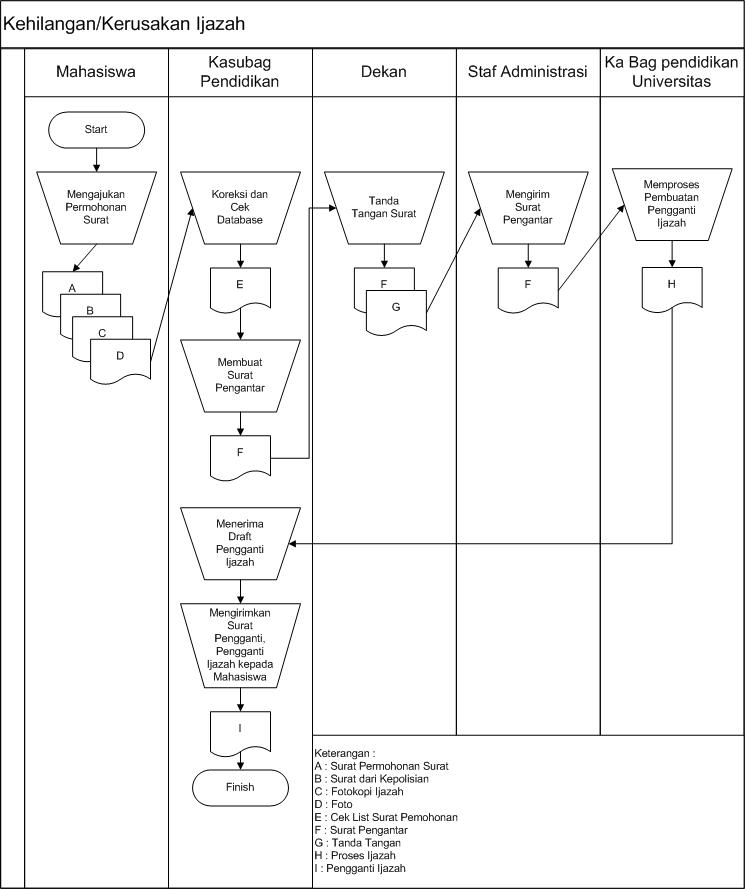 Kehilangan/Kerusakan Ijazah
Mahasiswa
Kasubag
Pendidikan
Dekan
Staf Administrasi
Ka Bag pendidikan
Universitas
Start
Mengajukan
Permohonan
Surat
A
B
C
D
Koreksi dan
Cek
Database
E
Membuat
Surat
Pengantar
F
Tanda
Tangan Surat
F
G
Mengirim
Surat
Pengantar
F
Memproses
Pembuatan
Pengganti
Ijazah
H
Menerima
Draft
Pengganti
Ijazah
Mengirimkan
Surat
Pengganti,
Pengganti
Ijazah kepada
Mahasiswa
I
Finish
Keterangan :
A : Surat Permohonan Surat
B : Surat dari Kepolisian
C : Fotokopi Ijazah
D : Foto
E : Cek List Surat Pemohonan
F : Surat Pengantar
G : Tanda Tangan
H : Proses Ijazah
I : Pengganti Ijazah